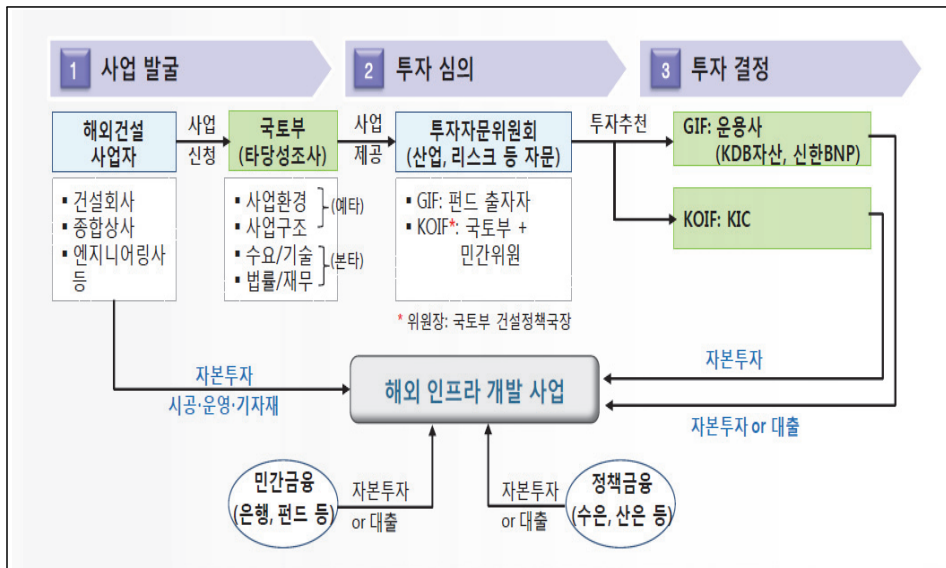 1 사업 발굴
2 투자 심의
3 투자 결정
해외건설
사업자
사업
신청
국토부
(타당성조사)
사업
제공
투자자문위원회
(산업, 리스크 등 자문)
투자추천
GIF: 운용사
(KDB자산, 신한BNP)
KOIF: KIC
▪ 건설회사
▪ 종합상사
▪ 엔지니어링사
등
▪ 사업환경
▪ 사업구조
(예타)
▪ 수요/기술
▪ 법률/재무
(본타)
▪ GIF: 펀드 출자자
▪ KOIF*: 국토부 +
민간위원
* 위원장: 국토부 건설정책국장
자본투자
시공·운영·기자재
해외 인프라 개발 사업
자본투자
자본투자 or 대출
민간금융
(은행, 펀드 등)
자본투자
or 대출
자본투자
or 대출
정책금융
(수은, 산은 등)